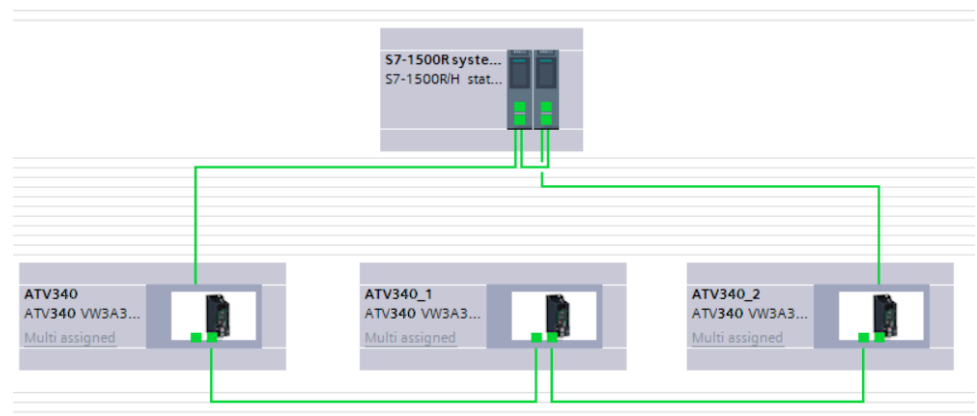 S7-1500R syste...
S7-1500R/H stat...
ATV340
ATV340 VW3A3...
Multi assigned
ATV340_1
ATV340 VW3A3...
Multi assigned
ATV340_2
ATV340 VW3A3...
Multi assigned